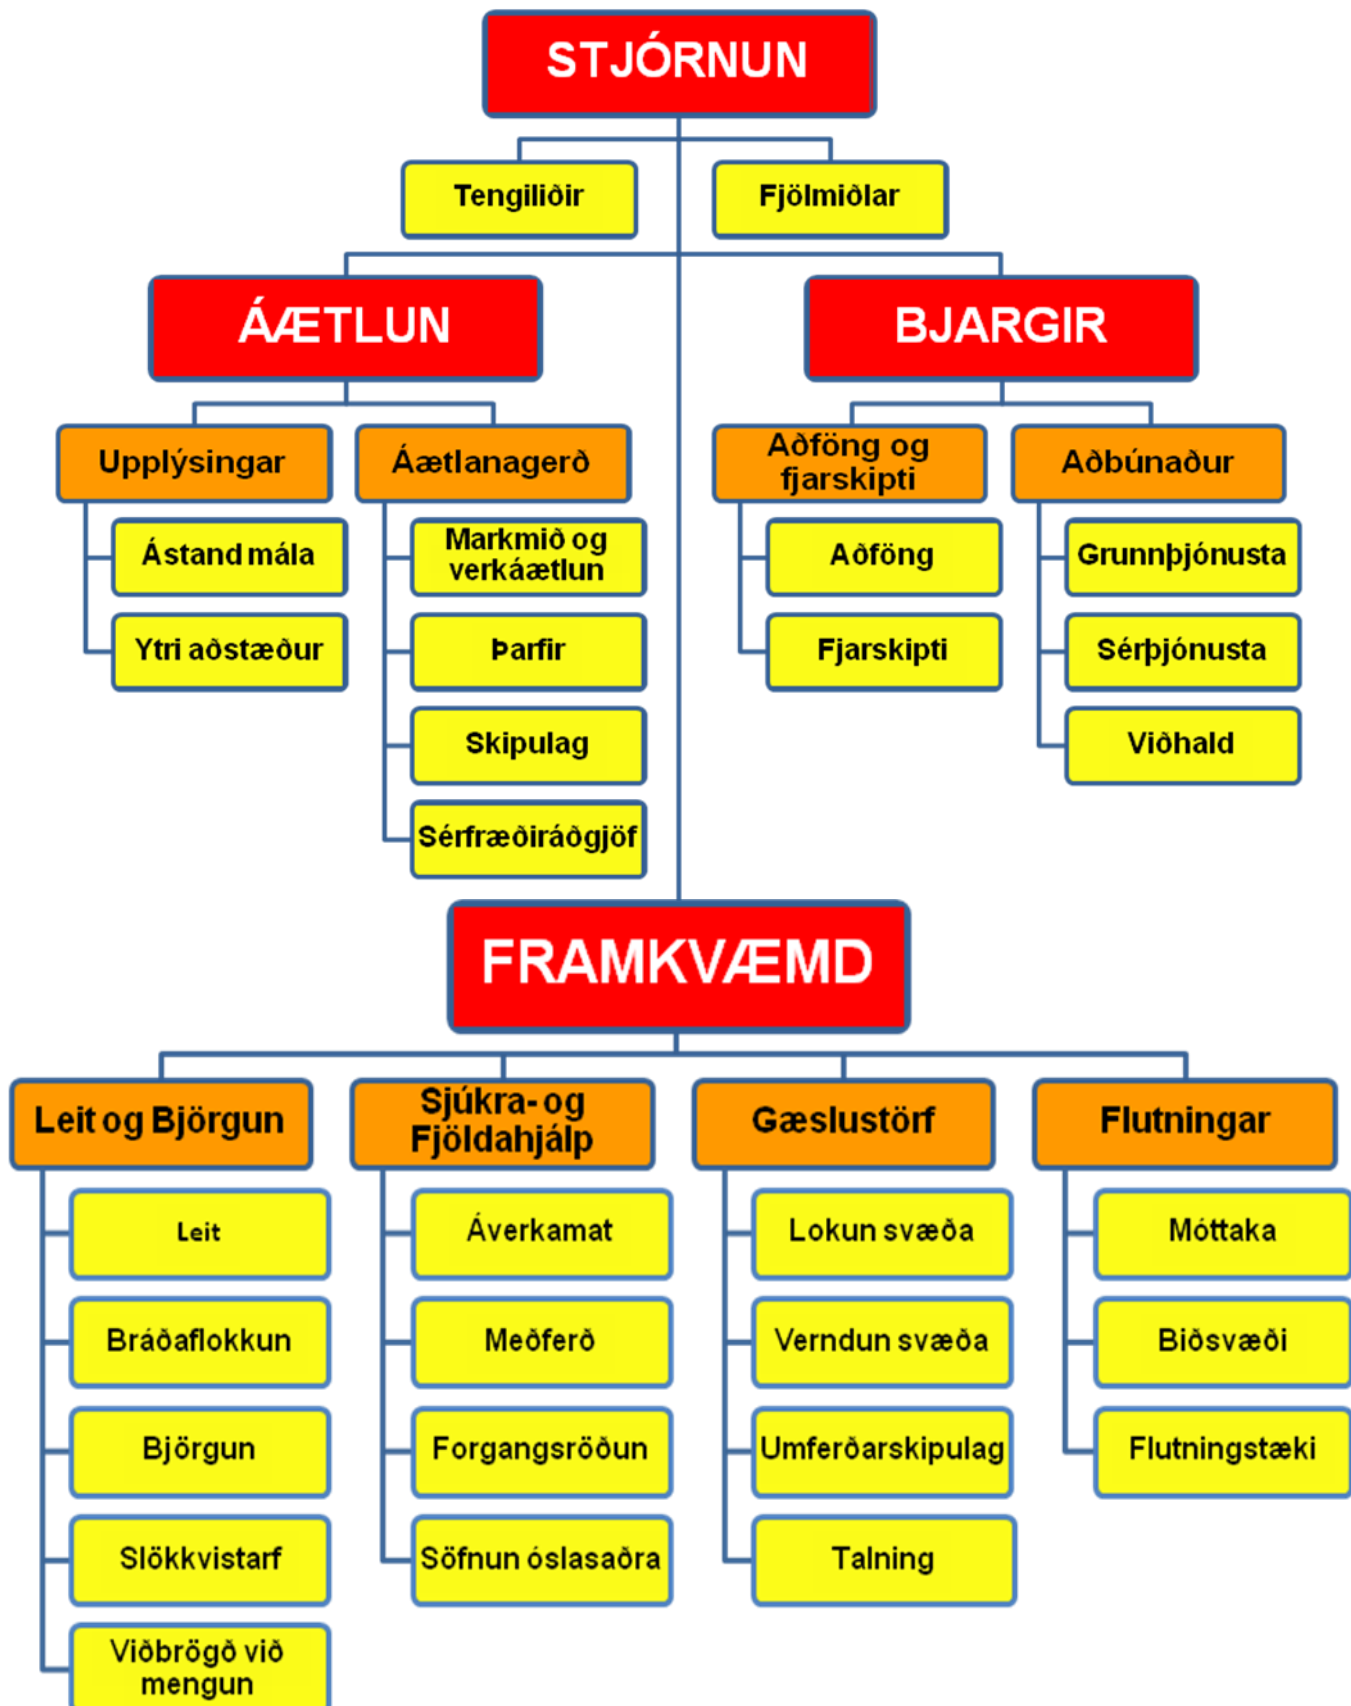 STJÓRNUN
Tengiliðir
Fjölmiðlar
ÁÆTLUN
BJARGIR
Upplýsingar
Ástand mála
Ytri aðstæður
Áætlanagerð
Markmið og
verkáætlun
Þarfir
Skipulag
Sérfræðiráðgjöf
Aðföng og
fjarskipti
Aðföng
Fjarskipti
Aðbúnaður
Grunnþjónusta
Sérþjónusta
Viðhald
FRAMKVÆMD
Leit og Björgun
Leit
Bráðaflokkun
Björgun
Slökkvistarf
Viðbrögð við
mengun
Sjúkra- og
Fjöldahjálp
Áverkamat
Meðferð
Forgangsröðun
Söfnun óslasaðra
Gæslustörf
Lokun svæða
Verndun svæða
Umferðarskipulag
Talning
Flutningar
Móttaka
Biðsvæði
Flutningstæki